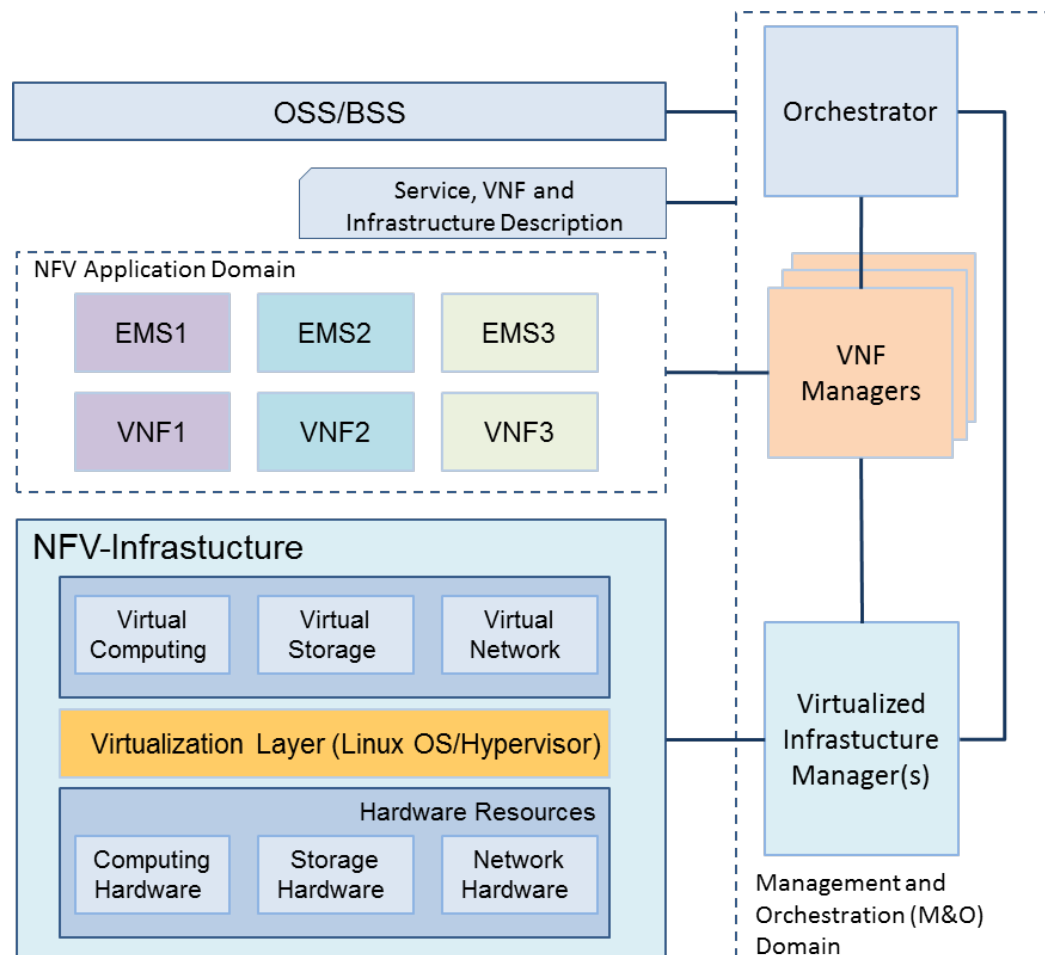 OSS/BSS
Orchestrator
Service, VNF and
Infrastructure Description
NFV Application Domain
EMS1
EMS2
EMS3
VNF1
VNF2
VNF3
VNF
Managers
NFV-Infrastucture
Virtual
Computing
Virtual
Storage
Virtual
Network
Virtualization Layer (Linux OS/Hypervisor)
Hardware Resources
Computing
Hardware
Storage
Hardware
Network
Hardware
Virtualized
Infrastucture
Manager(s)
Management and
Orchestration (M&O)
Domain